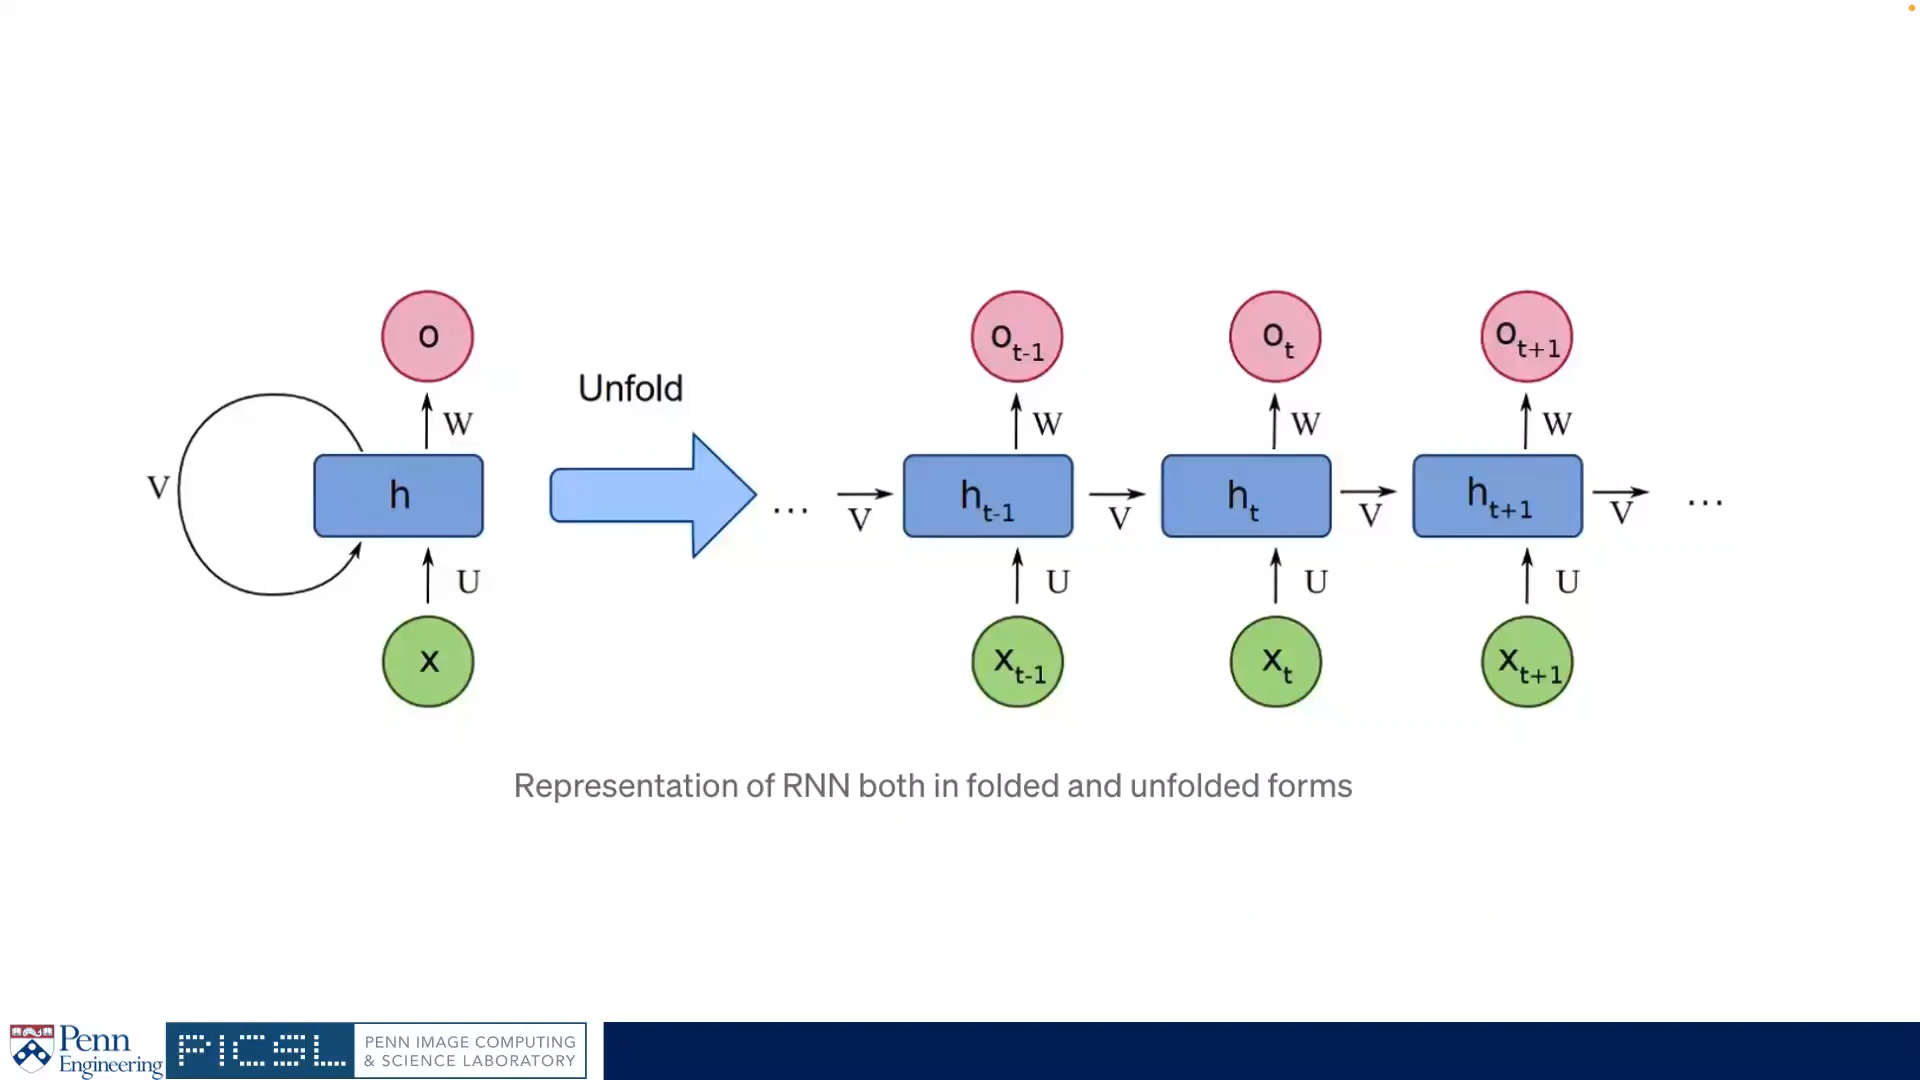 o
W
V
h
U
x
Unfold
...
V
o t-1
W
h t-1
U
x t-1
V
o t
W
h t
U
x t
V
o t+1
W
h t+1
U
x t+1
V
...
Representation of RNN both in folded and unfolded forms
Penn
Engineering
PICSL
PENN IMAGE COMPUTING
& SCIENCE LABORATORY